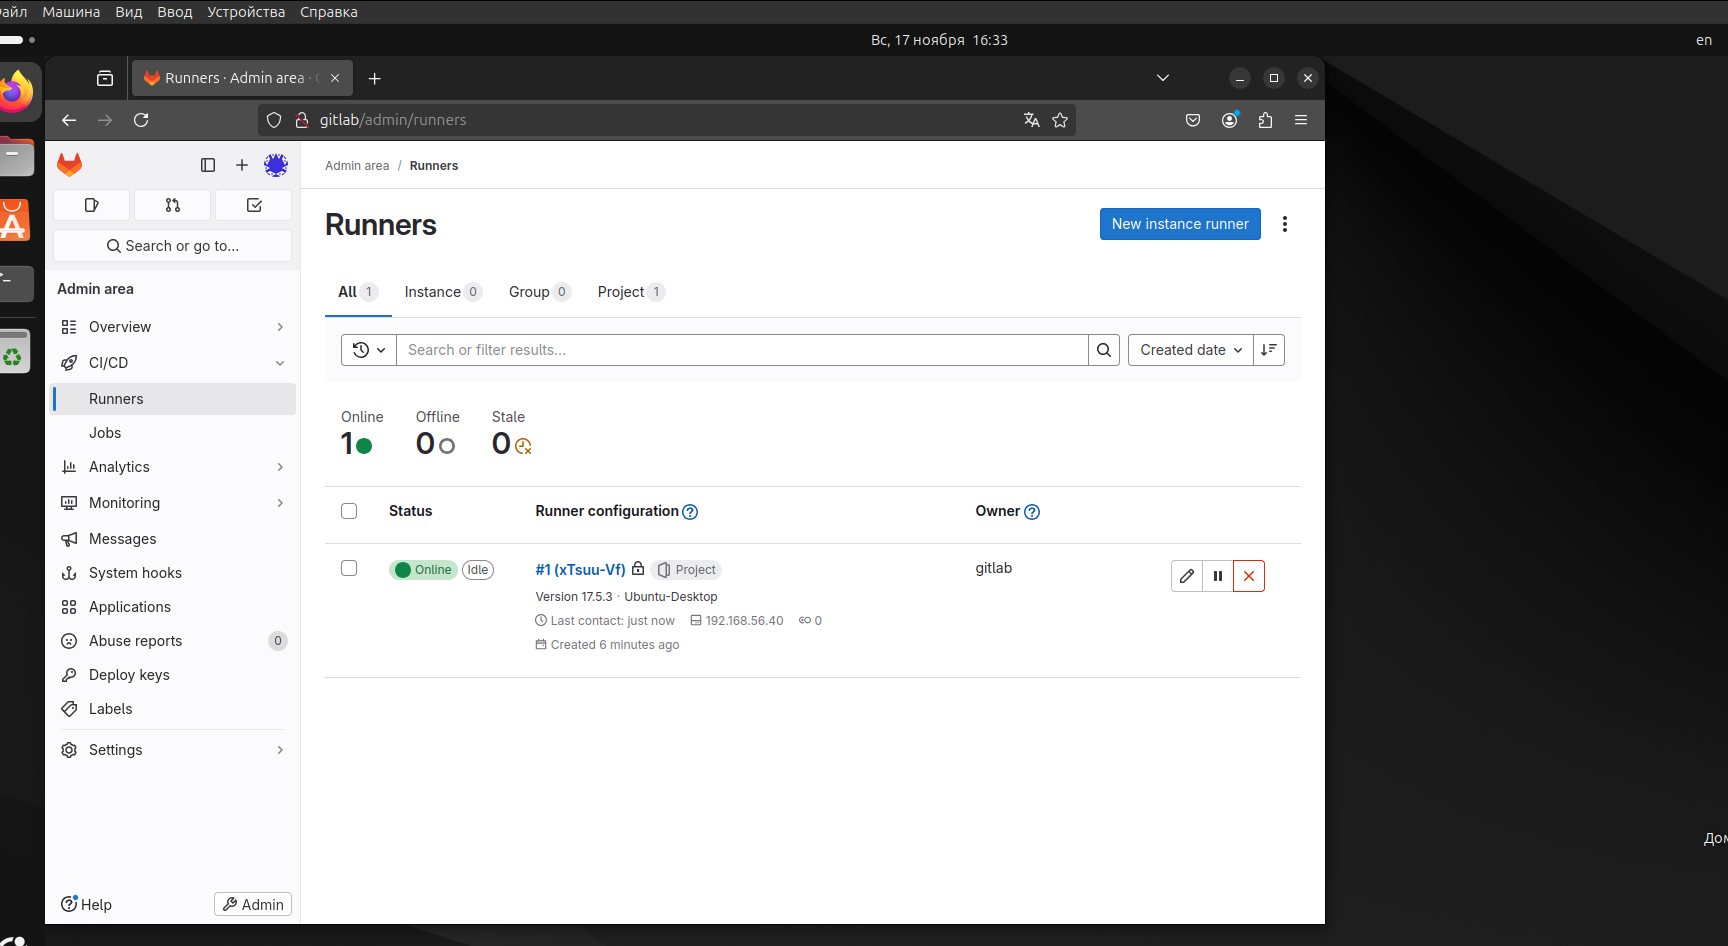 айл Машина Вид Ввод Устройства Справка
Вс, 17 ноября 16:33
en
Runners · Admin area ·
gitlab/admin/runners
Search or go to...
Admin area
Overview
CI/CD
Runners
Jobs
Analytics
Monitoring
Messages
System hooks
Applications
Abuse reports 0
Deploy keys
Labels
Settings
Help
Admin
Admin area / Runners
Runners
New instance runner
All 1 Instance 0 Group 0 Project 1
Search or filter results...
Created date
Online Offline Stale
1 0 0
Status Runner configuration ? Owner ?
Online Idle #1 (xTsuu-Vf) Project gitlab
Version 17.5.3 · Ubuntu-Desktop
Last contact: just now 192.168.56.40 0
Created 6 minutes ago
Дом